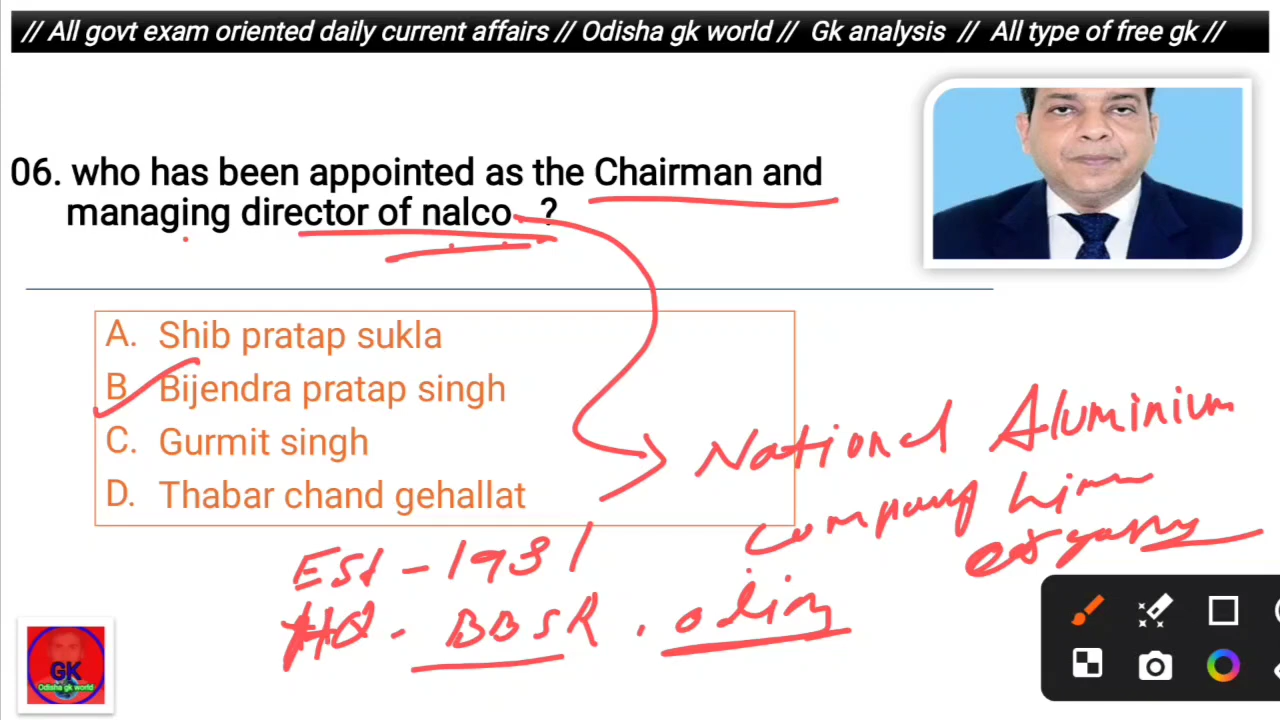 // All govt exam oriented daily current affairs // Odisha gk world // Gk analysis // All type of free gk //
06. who has been appointed as the Chairman and
managing director of nalco ?
A. Shib pratap sukla
B. Bijendra pratap singh
C. Gurmit singh
D. Thabar chand gehallat
National Aluminium
company
Est - 1981
HQ - BBSR .
GK
Odisha gk world